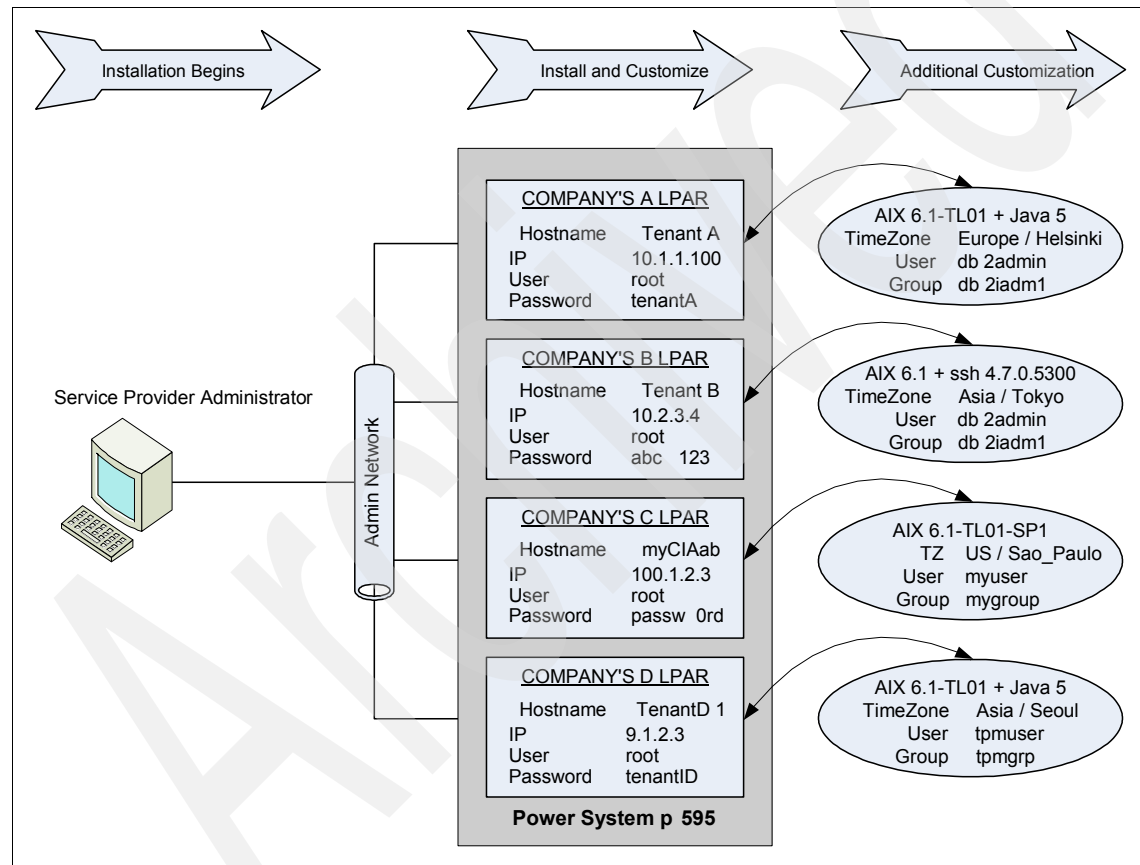 Installation Begins
Install and Customize
Additional Customization
Service Provider Administrator
Admin Network
COMPANY'S A LPAR
Hostname Tenant A
IP 10.1.1.100
User root
Password tenantA
COMPANY'S B LPAR
Hostname Tenant B
IP 10.2.3.4
User root
Password abc 123
COMPANY'S C LPAR
Hostname myCIAab
IP 100.1.2.3
User root
Password passw 0rd
COMPANY'S D LPAR
Hostname TenantD 1
IP 9.1.2.3
User root
Password tenantID
Power System p 595
AIX 6.1-TL01 + Java 5
TimeZone Europe / Helsinki
User db 2admin
Group db 2iadm1
AIX 6.1 + ssh 4.7.0.5300
TimeZone Asia / Tokyo
User db 2admin
Group db 2iadm1
AIX 6.1-TL01-SP1
TZ US / Sao_Paulo
User myuser
Group mygroup
AIX 6.1-TL01 + Java 5
TimeZone Asia / Seoul
User tpmuser
Group tpmgrp
Archived